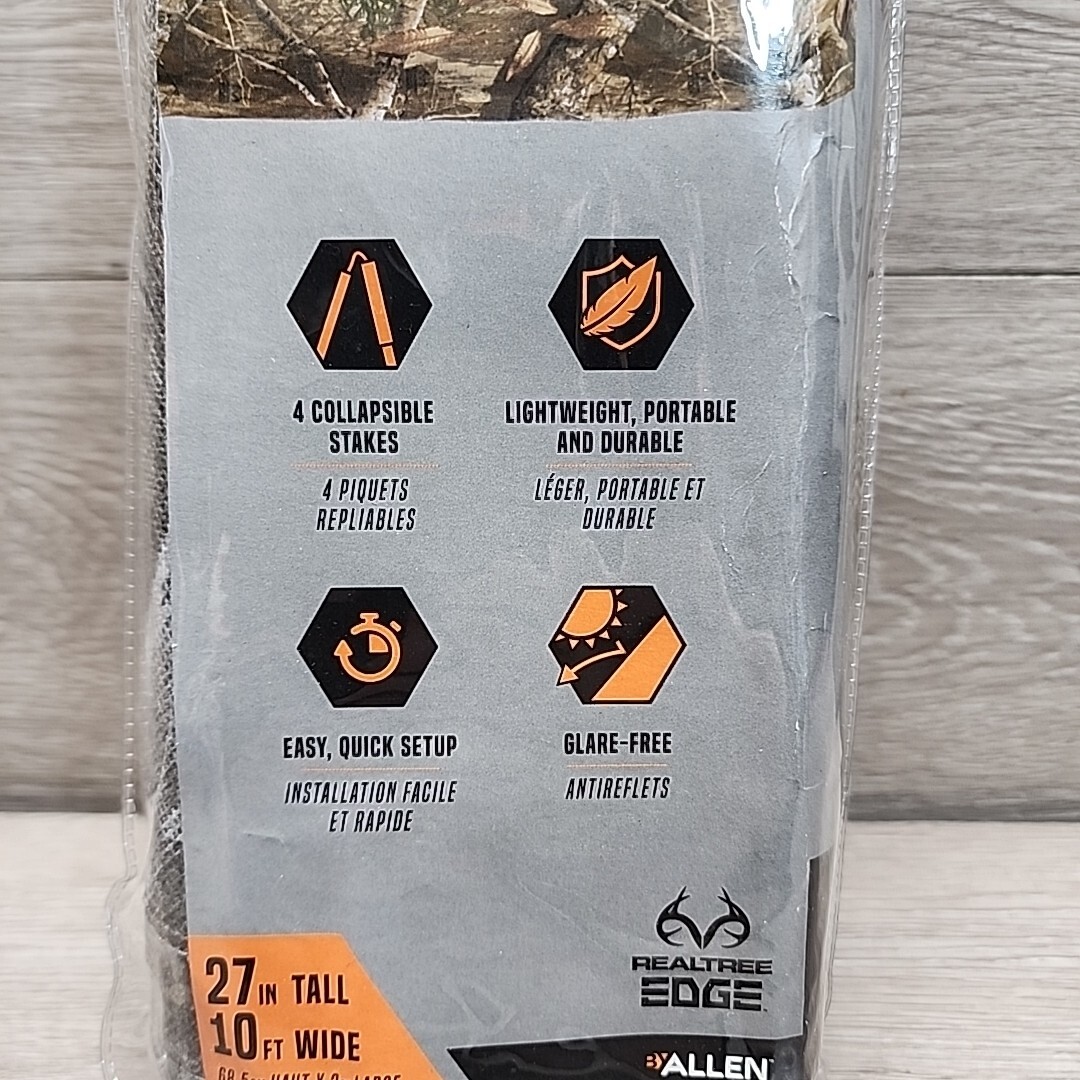 4 COLLAPSIBLE
STAKES
4 PIQUETS
REPLIABLES
LIGHTWEIGHT, PORTABLE
AND DURABLE
LÉGER, PORTABLE ET
DURABLE
EASY, QUICK SETUP
INSTALLATION FACILE
ET RAPIDE
GLARE-FREE
ANTIREFLETS
REALTREE
EDGE
27 IN TALL
10 FT WIDE
BY ALLEN